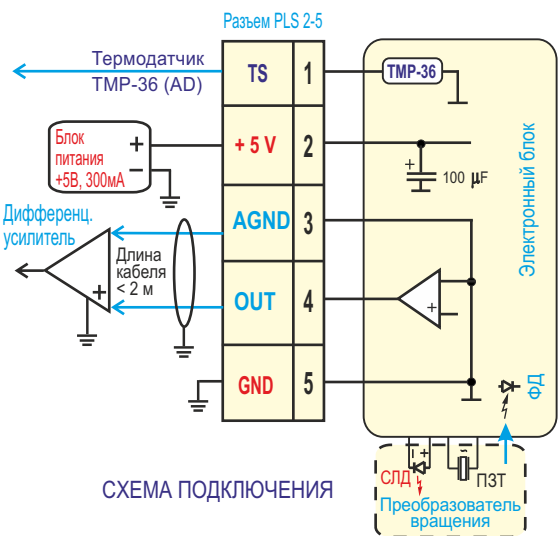 Разъем PLS 2-5
Термодатчик
TMP-36 (AD)
TS
1
TMP-36
Блок
питания
+5В, 300мА
+
−
+ 5 V
2
+
100 μF
Дифференц.
усилитель
AGND
3
Длина
кабеля
< 2 м
+
OUT
4
+
GND
5
Электронный блок
ФД
− +
~
СЛД
ПЗТ
Преобразователь
вращения
СХЕМА ПОДКЛЮЧЕНИЯ